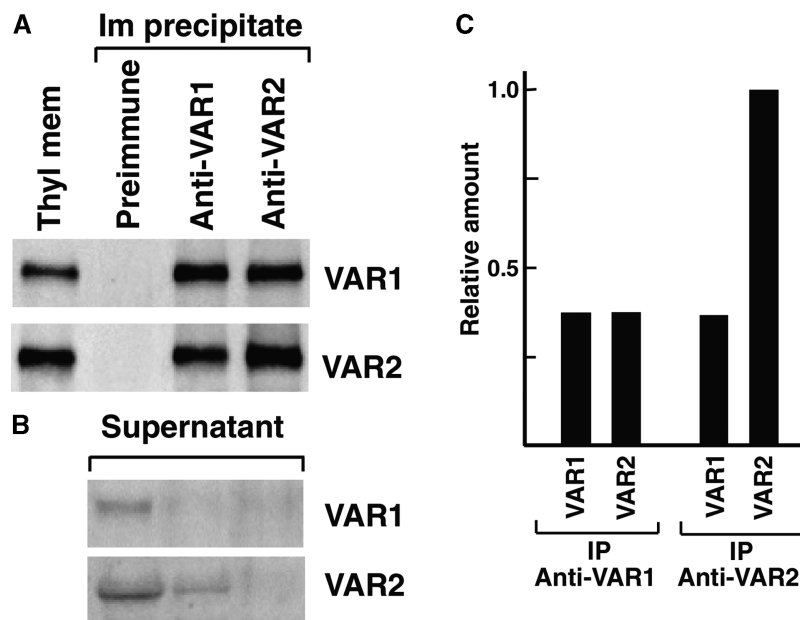 A
Im precipitate
Thyl mem
Preimmune
Anti-VAR1
Anti-VAR2
VAR1
VAR2
B
Supernatant
VAR1
VAR2
C
Relative amount
1.0
0.5
VAR1
VAR2
VAR1
VAR2
IP
Anti-VAR1
IP
Anti-VAR2